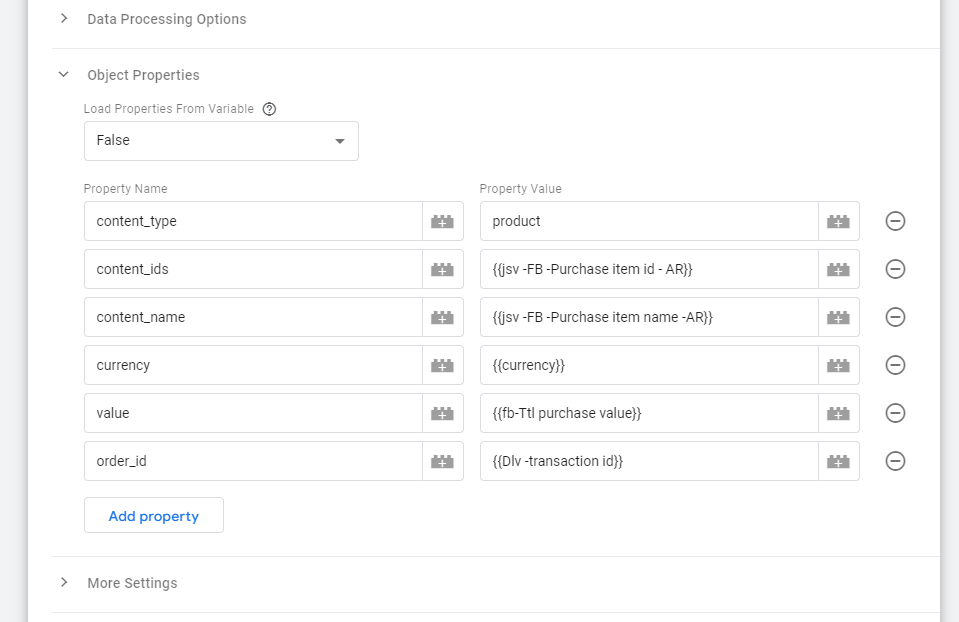 Data Processing Options
Object Properties
Load Properties From Variable
False
Property Name Property Value
content_type product
content_ids {{jsv -FB -Purchase item id - AR}}
content_name {{jsv -FB -Purchase item name -AR}}
currency {{currency}}
value {{fb-Ttl purchase value}}
order_id {{Dlv -transaction id}}
Add property
More Settings